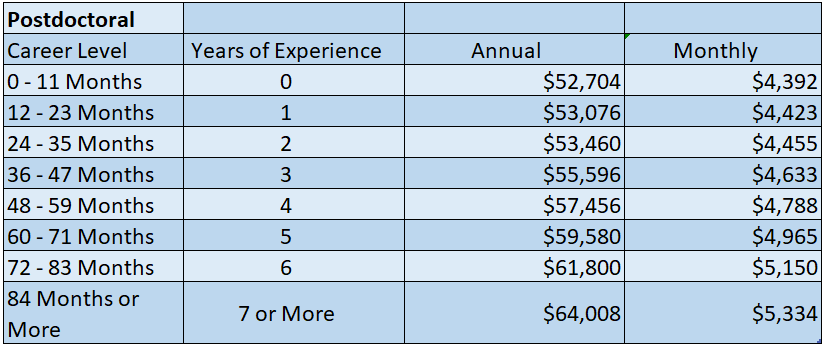 Postdoctoral
Career Level Years of Experience Annual Monthly
0 - 11 Months 0 $52,704 $4,392
12 - 23 Months 1 $53,076 $4,423
24 - 35 Months 2 $53,460 $4,455
36 - 47 Months 3 $55,596 $4,633
48 - 59 Months 4 $57,456 $4,788
60 - 71 Months 5 $59,580 $4,965
72 - 83 Months 6 $61,800 $5,150
84 Months or
More 7 or More $64,008 $5,334